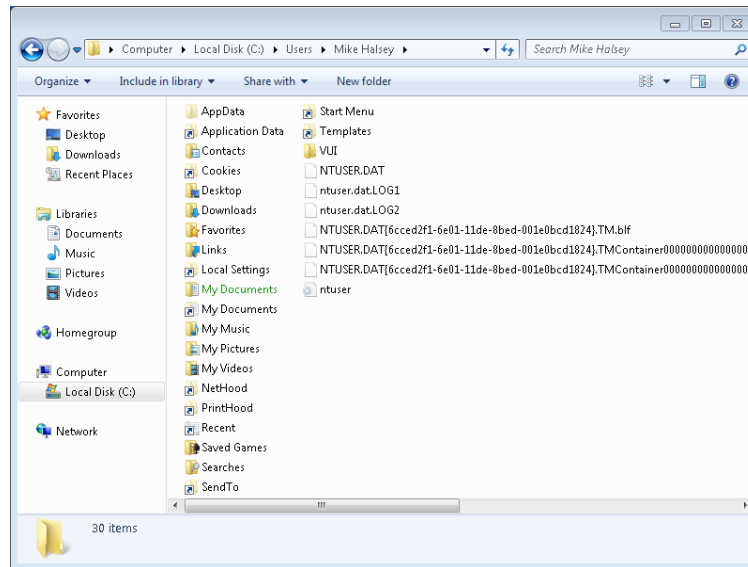 Computer ▸ Local Disk (C:) ▸ Users ▸ Mike Halsey ▸
Search Mike Halsey
Organize ▾ Include in library ▾ Share with ▾ New folder
Favorites
Desktop
Downloads
Recent Places
Libraries
Documents
Music
Pictures
Videos
Homegroup
Computer
Local Disk (C:)
Network
AppData
Application Data
Contacts
Cookies
Desktop
Downloads
Favorites
Links
Local Settings
My Documents
My Documents
My Music
My Pictures
My Videos
NetHood
PrintHood
Recent
Saved Games
Searches
SendTo
Start Menu
Templates
VUI
NTUSER.DAT
ntuser.dat.LOG1
ntuser.dat.LOG2
NTUSER.DAT{6cced2f1-6e01-11de-8bed-001e0bcd1824}.TM.blf
NTUSER.DAT{6cced2f1-6e01-11de-8bed-001e0bcd1824}.TMContainer000000000000000
NTUSER.DAT{6cced2f1-6e01-11de-8bed-001e0bcd1824}.TMContainer000000000000000
ntuser
30 items